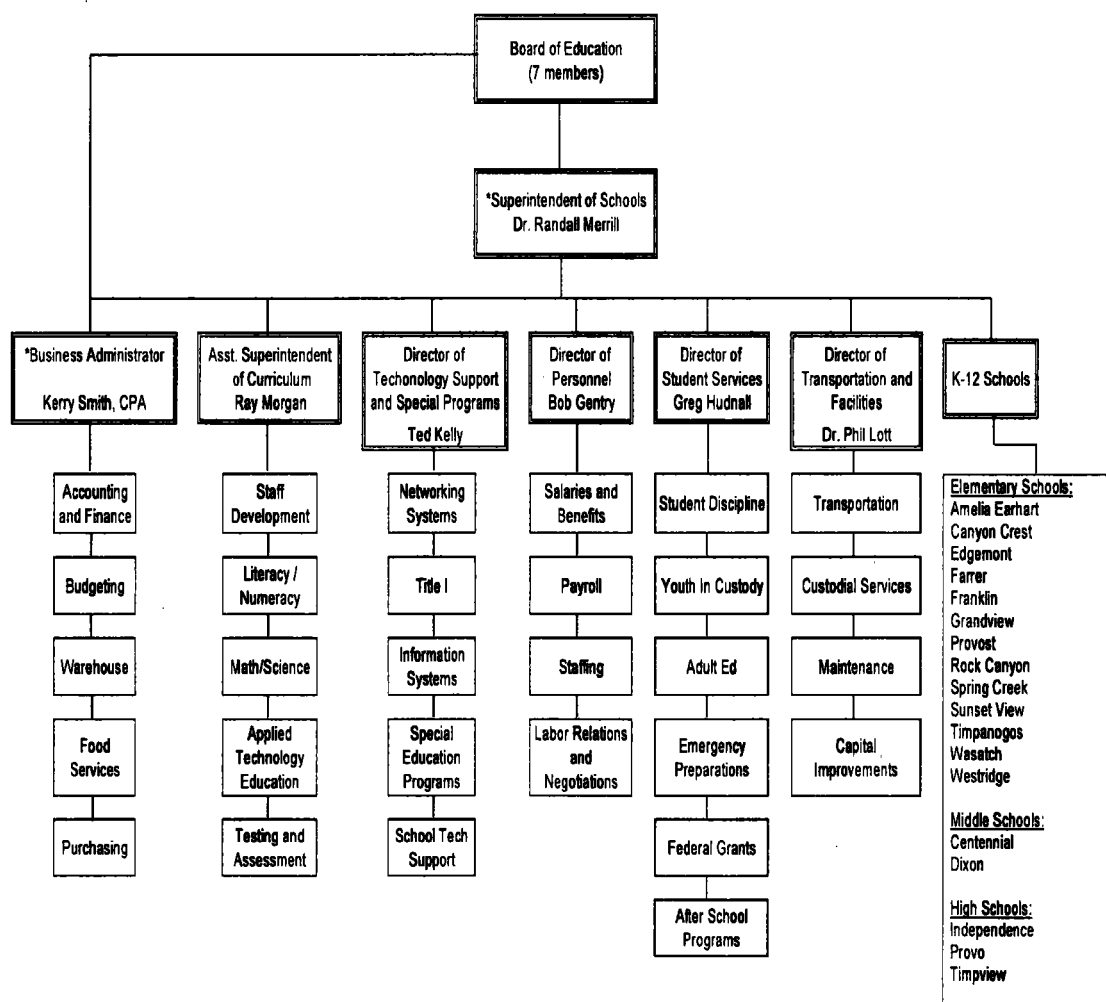 Board of Education
(7 members)
*Superintendent of Schools
Dr. Randall Merrill
*Business Administrator
Kerry Smith, CPA
Asst. Superintendent
of Curriculum
Ray Morgan
Director of
Techonology Support
and Special Programs
Ted Kelly
Director of
Personnel
Bob Gentry
Director of
Student Services
Greg Hudnall
Director of
Transportation and
Facilities
Dr. Phil Lott
K-12 Schools
Accounting
and Finance
Budgeting
Warehouse
Food
Services
Purchasing
Staff
Development
Literacy /
Numeracy
Math/Science
Applied
Technology
Education
Testing and
Assessment
Networking
Systems
Title I
Information
Systems
Special
Education
Programs
School Tech
Support
Salaries and
Benefits
Payroll
Staffing
Labor Relations
and
Negotiations
Student Discipline
Youth In Custody
Adult Ed
Emergency
Preparations
Federal Grants
After School
Programs
Transportation
Custodial Services
Maintenance
Capital
Improvements
Elementary Schools:
Amelia Earhart
Canyon Crest
Edgemont
Farrer
Franklin
Grandview
Provost
Rock Canyon
Spring Creek
Sunset View
Timpanogos
Wasatch
Westridge
Middle Schools:
Centennial
Dixon
High Schools:
Independence
Provo
Timpview